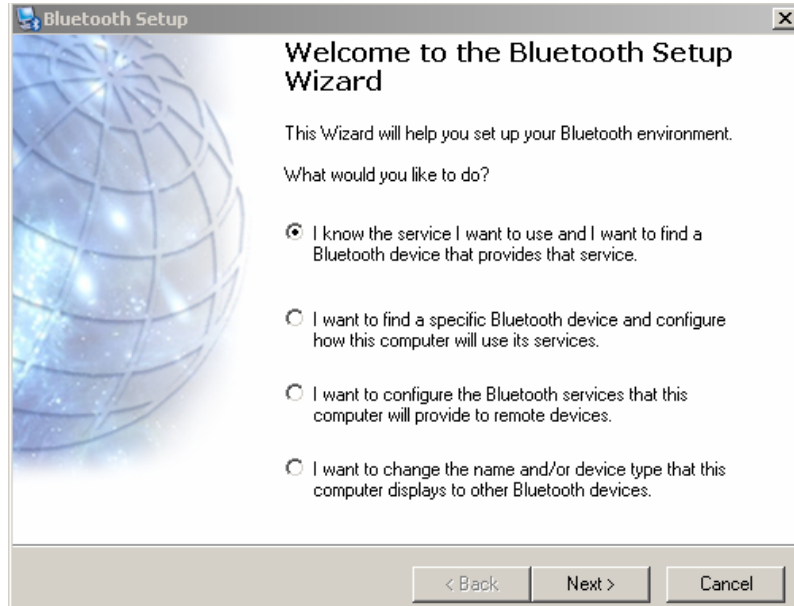 Bluetooth Setup
Welcome to the Bluetooth Setup
Wizard
This Wizard will help you set up your Bluetooth environment.
What would you like to do?
I know the service I want to use and I want to find a
Bluetooth device that provides that service.
I want to find a specific Bluetooth device and configure
how this computer will use its services.
I want to configure the Bluetooth services that this
computer will provide to remote devices.
I want to change the name and/or device type that this
computer displays to other Bluetooth devices.
< Back Next > Cancel